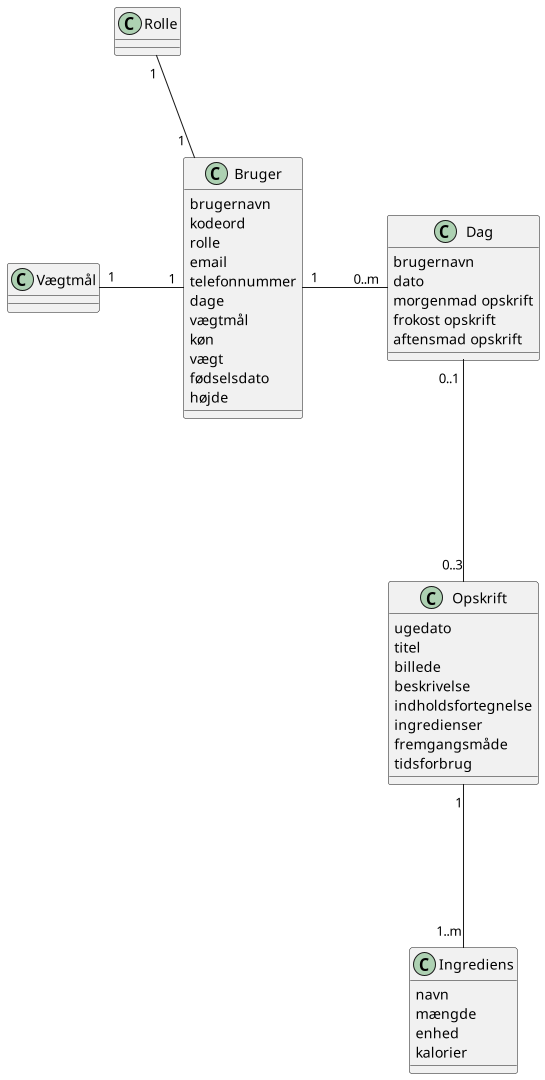 C Rolle
1
1
C Bruger
brugernavn
kodeord
rolle
email
telefonnummer
dage
vægtmål
køn
vægt
fødselsdato
højde
C Vægtmål
1
1
1
0..m
C Dag
brugernavn
dato
morgenmad opskrift
frokost opskrift
aftensmad opskrift
0..1
0..3
C Opskrift
ugedato
titel
billede
beskrivelse
indholdsfortegnelse
ingredienser
fremgangsmåde
tidsforbrug
1
1..m
C Ingrediens
navn
mængde
enhed
kalorier